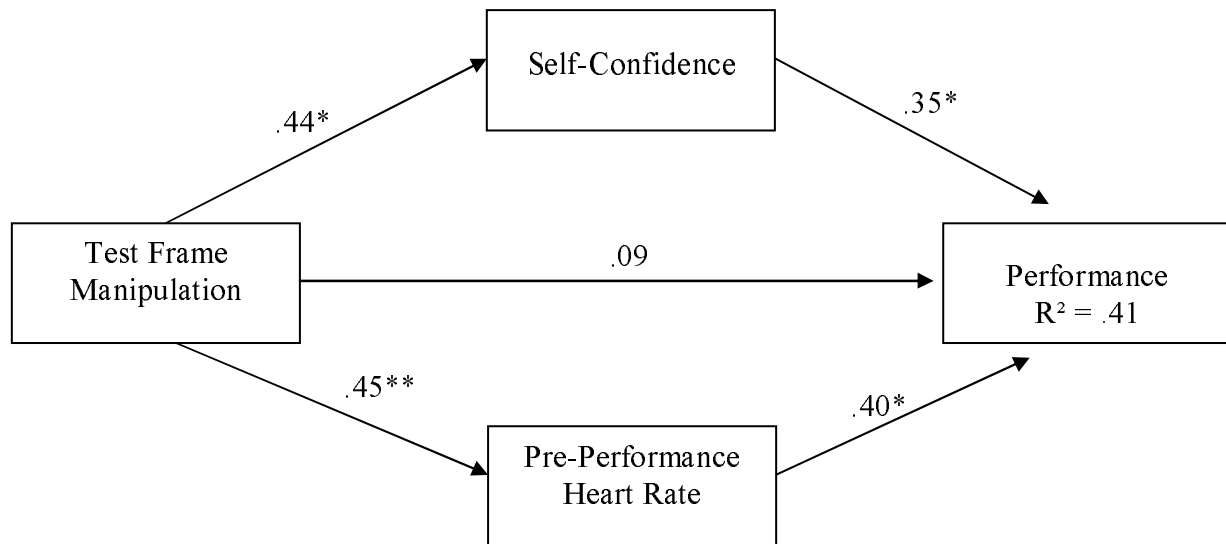 Self-Confidence
.44*
.35*
Test Frame
Manipulation
.09
Performance
R² = .41
.45**
.40*
Pre-Performance
Heart Rate